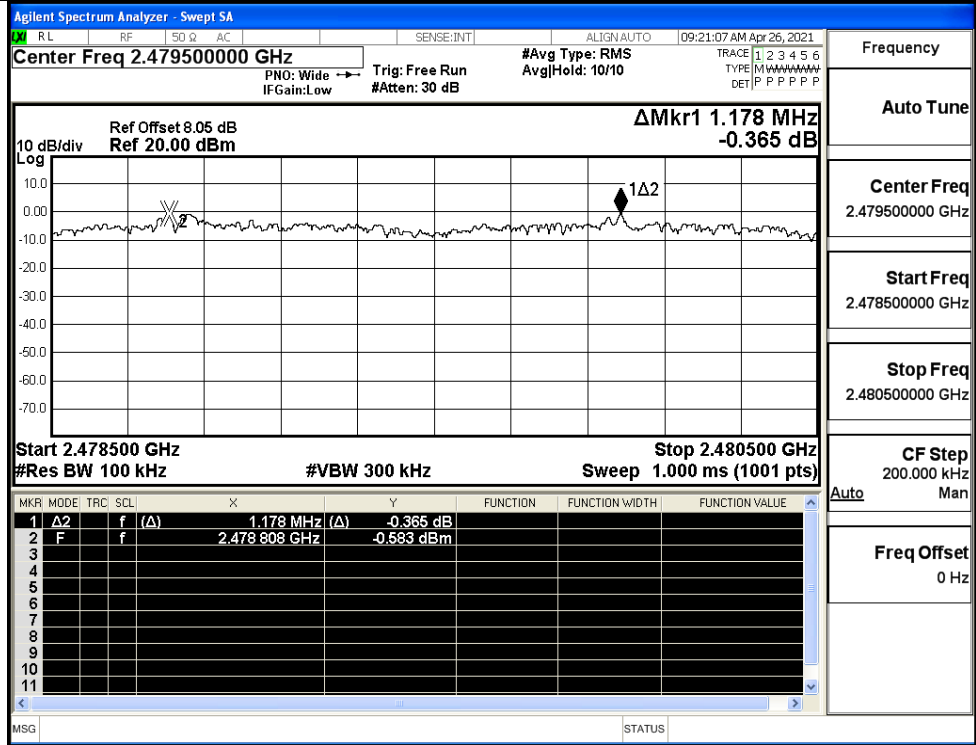 Agilent Spectrum Analyzer - Swept SA
LXI RL RF 50 Ω AC SENSE:INT ALIGN AUTO 09:21:07 AM Apr 26, 2021
Center Freq 2.479500000 GHz
PNO: Wide
IFGain:Low
Trig: Free Run
#Atten: 30 dB
#Avg Type: RMS
Avg|Hold: 10/10
TRACE 1 2 3 4 5 6
TYPE M WWWWW
DET P P P P P P
Frequency
Auto Tune
Center Freq
2.479500000 GHz
Start Freq
2.478500000 GHz
Stop Freq
2.480500000 GHz
CF Step
200.000 kHz
Auto Man
Freq Offset
0 Hz
ΔMkr1 1.178 MHz
-0.365 dB
Ref Offset 8.05 dB
10 dB/div Ref 20.00 dBm
Log
10.0
0.00
-10.0
-20.0
-30.0
-40.0
-50.0
-60.0
-70.0
2
1Δ2
Start 2.478500 GHz Stop 2.480500 GHz
#Res BW 100 kHz #VBW 300 kHz Sweep 1.000 ms (1001 pts)
MKR MODE TRC SCL X Y FUNCTION FUNCTION WIDTH FUNCTION VALUE
1 Δ2 f (Δ) 1.178 MHz (Δ) -0.365 dB
2 F f 2.478 808 GHz -0.583 dBm
3
4
5
6
7
8
9
10
11
MSG STATUS